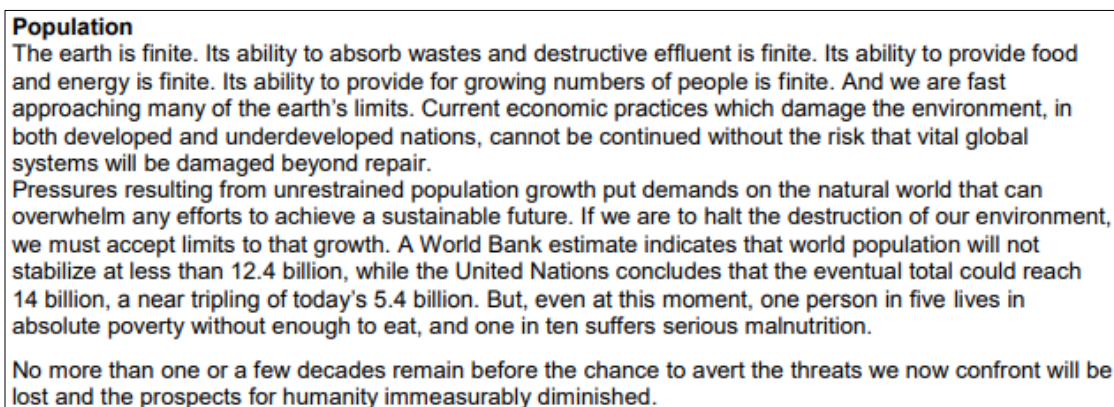 Population
The earth is finite. Its ability to absorb wastes and destructive effluent is finite. Its ability to provide food
and energy is finite. Its ability to provide for growing numbers of people is finite. And we are fast
approaching many of the earth's limits. Current economic practices which damage the environment, in
both developed and underdeveloped nations, cannot be continued without the risk that vital global
systems will be damaged beyond repair.
Pressures resulting from unrestrained population growth put demands on the natural world that can
overwhelm any efforts to achieve a sustainable future. If we are to halt the destruction of our environment,
we must accept limits to that growth. A World Bank estimate indicates that world population will not
stabilize at less than 12.4 billion, while the United Nations concludes that the eventual total could reach
14 billion, a near tripling of today's 5.4 billion. But, even at this moment, one person in five lives in
absolute poverty without enough to eat, and one in ten suffers serious malnutrition.
No more than one or a few decades remain before the chance to avert the threats we now confront will be
lost and the prospects for humanity immeasurably diminished.